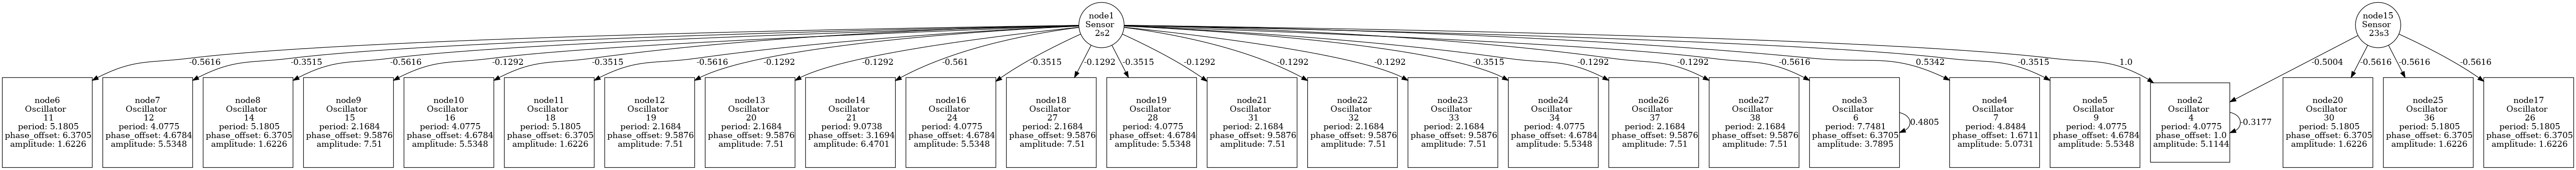 node1
Sensor
2s2
node15
Sensor
23s3
-0.5616
-0.3515
-0.5616
-0.1292
-0.3515
-0.5616
-0.1292
-0.1292
-0.561
-0.3515
-0.1292
-0.3515
-0.1292
-0.1292
-0.1292
-0.3515
-0.1292
-0.1292
-0.5616
0.5342
-0.3515
1.0
-0.5004
-0.5616
-0.5616
-0.5616
node6
Oscillator
11
period: 5.1805
phase_offset: 6.3705
amplitude: 1.6226
node7
Oscillator
12
period: 4.0775
phase_offset: 4.6784
amplitude: 5.5348
node8
Oscillator
14
period: 5.1805
phase_offset: 6.3705
amplitude: 1.6226
node9
Oscillator
15
period: 2.1684
phase_offset: 9.5876
amplitude: 7.51
node10
Oscillator
16
period: 4.0775
phase_offset: 4.6784
amplitude: 5.5348
node11
Oscillator
18
period: 5.1805
phase_offset: 6.3705
amplitude: 1.6226
node12
Oscillator
19
period: 2.1684
phase_offset: 9.5876
amplitude: 7.51
node13
Oscillator
20
period: 2.1684
phase_offset: 9.5876
amplitude: 7.51
node14
Oscillator
21
period: 9.0738
phase_offset: 3.1694
amplitude: 6.4701
node16
Oscillator
24
period: 4.0775
phase_offset: 4.6784
amplitude: 5.5348
node18
Oscillator
27
period: 2.1684
phase_offset: 9.5876
amplitude: 7.51
node19
Oscillator
28
period: 4.0775
phase_offset: 4.6784
amplitude: 5.5348
node21
Oscillator
31
period: 2.1684
phase_offset: 9.5876
amplitude: 7.51
node22
Oscillator
32
period: 2.1684
phase_offset: 9.5876
amplitude: 7.51
node23
Oscillator
33
period: 2.1684
phase_offset: 9.5876
amplitude: 7.51
node24
Oscillator
34
period: 4.0775
phase_offset: 4.6784
amplitude: 5.5348
node26
Oscillator
37
period: 2.1684
phase_offset: 9.5876
amplitude: 7.51
node27
Oscillator
38
period: 2.1684
phase_offset: 9.5876
amplitude: 7.51
node3
Oscillator
6
period: 7.7481
phase_offset: 6.3705
amplitude: 3.7895
0.4805
node4
Oscillator
7
period: 4.8484
phase_offset: 1.6711
amplitude: 5.0731
node5
Oscillator
9
period: 4.0775
phase_offset: 4.6784
amplitude: 5.5348
node2
Oscillator
4
period: 4.0775
phase_offset: 1.0
amplitude: 5.1144
-0.3177
node20
Oscillator
30
period: 5.1805
phase_offset: 6.3705
amplitude: 1.6226
node25
Oscillator
36
period: 5.1805
phase_offset: 6.3705
amplitude: 1.6226
node17
Oscillator
26
period: 5.1805
phase_offset: 6.3705
amplitude: 1.6226